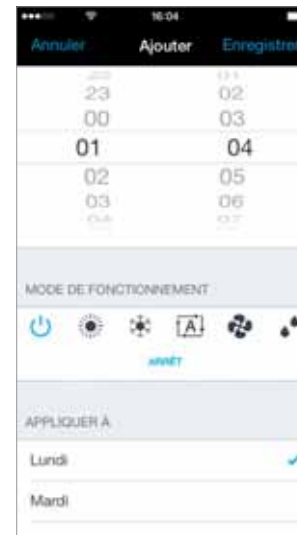 16:04
Annuler Ajouter Enregistrer
23 02
00 03
01 04
02 05
03 06
07
MODE DE FONCTIONNEMENT
A
ARRÊT
APPLIQUER À
Lundi
Mardi